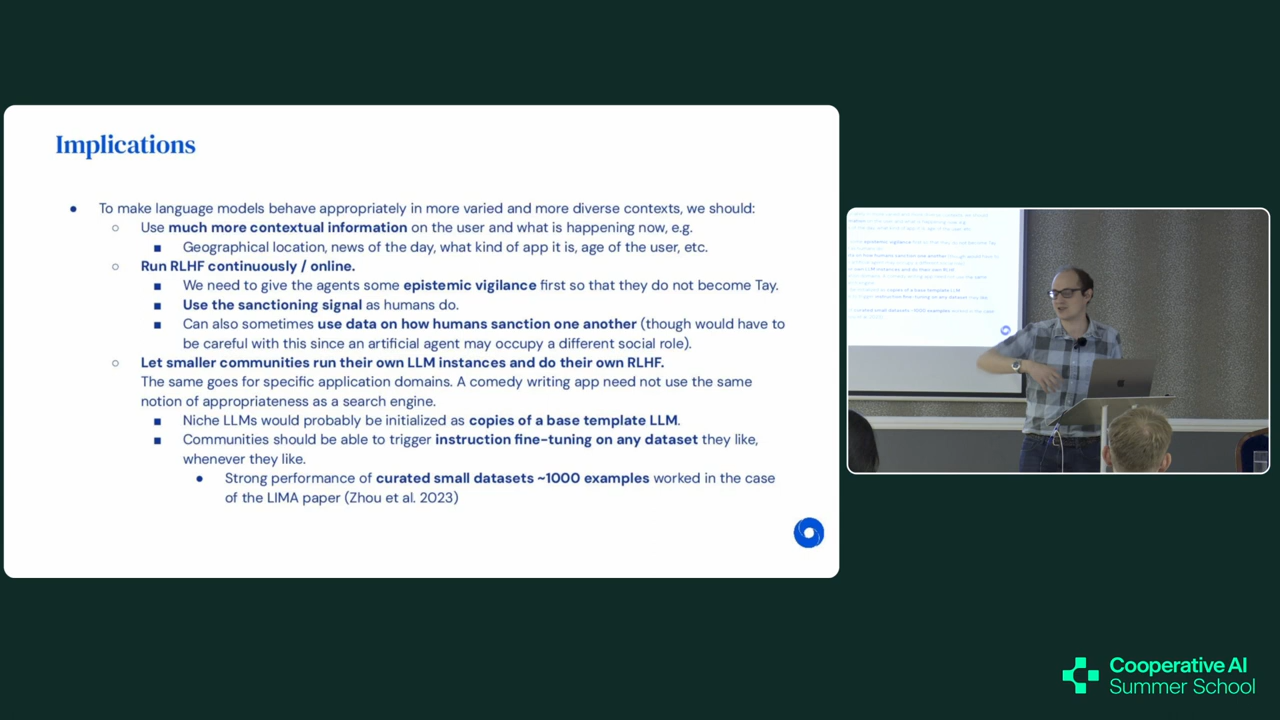 Implications
● To make language models behave appropriately in more varied and more diverse contexts, we should:
○ Use much more contextual information on the user and what is happening now, e.g.
■ Geographical location, news of the day, what kind of app it is, age of the user, etc.
○ Run RLHF continuously / online.
■ We need to give the agents some epistemic vigilance first so that they do not become Tay.
■ Use the sanctioning signal as humans do.
■ Can also sometimes use data on how humans sanction one another (though would have to
be careful with this since an artificial agent may occupy a different social role).
○ Let smaller communities run their own LLM instances and do their own RLHF.
The same goes for specific application domains. A comedy writing app need not use the same
notion of appropriateness as a search engine.
■ Niche LLMs would probably be initialized as copies of a base template LLM.
■ Communities should be able to trigger instruction fine-tuning on any dataset they like,
whenever they like.
● Strong performance of curated small datasets ~1000 examples worked in the case
of the LIMA paper (Zhou et al. 2023)
Cooperative AI
Summer School